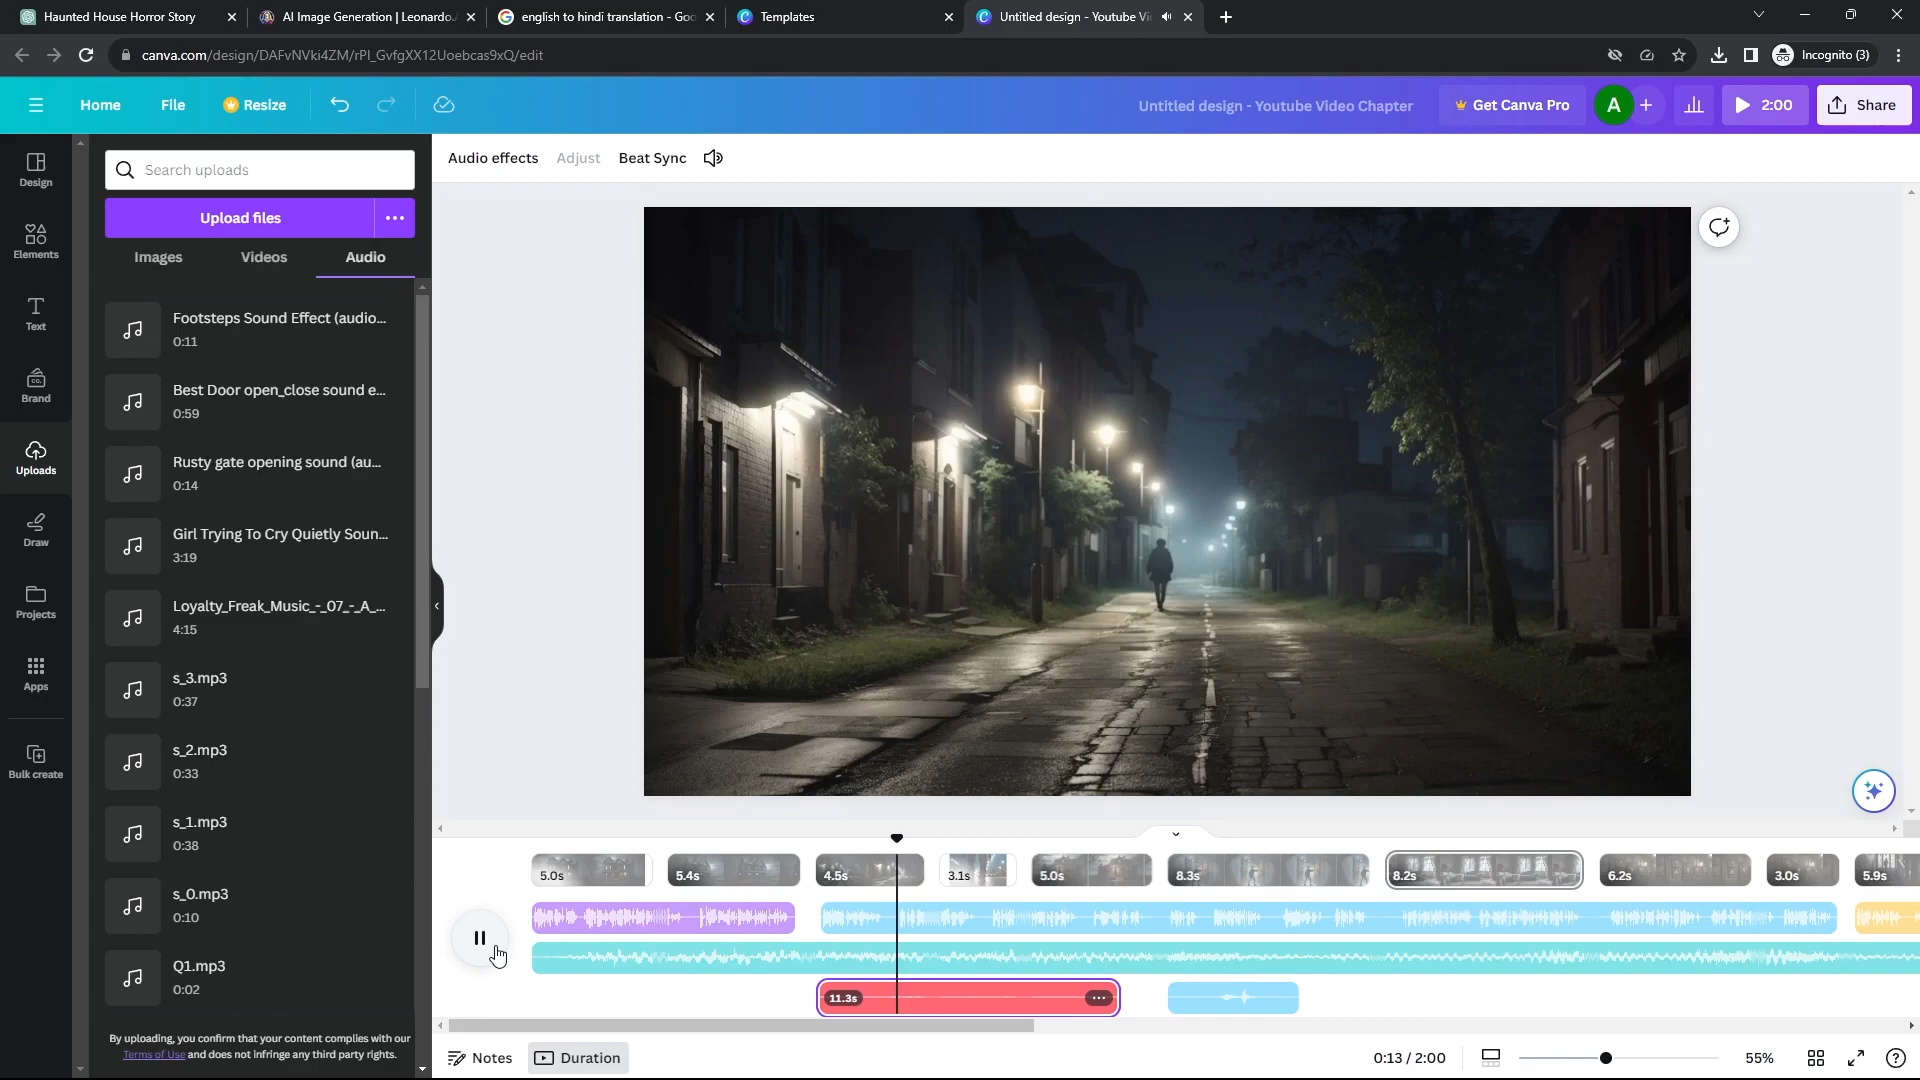 Haunted House Horror Story
AI Image Generation | Leonardo.
english to hindi translation - Goo
Templates
Untitled design - Youtube Vi
canva.com/design/DAFvNVki4ZM/rPI_GvfgXX12Uoebcas9xQ/edit
Incognito (3)
Home
File
Resize
Untitled design - Youtube Video Chapter
Get Canva Pro
A
2:00
Share
Design
Elements
Text
CO.
Brand
Uploads
Draw
Projects
Apps
Bulk create
Search uploads
Upload files
Images
Videos
Audio
Footsteps Sound Effect (audio...
0:11
Best Door open_close sound e...
0:59
Rusty gate opening sound (au...
0:14
Girl Trying To Cry Quietly Soun...
3:19
Loyalty_Freak_Music_-_07_-_A_...
4:15
s_3.mp3
0:37
s_2.mp3
0:33
s_1.mp3
0:38
s_0.mp3
0:10
Q1.mp3
0:02
By uploading, you confirm that your content complies with our
Terms of Use and does not infringe any third party rights.
Audio effects
Adjust
Beat Sync
5.0s
5.4s
4.5s
3.1s
5.0s
8.3s
8.2s
6.2s
3.0s
5.9s
11.3s
Notes
Duration
0:13 / 2:00
55%